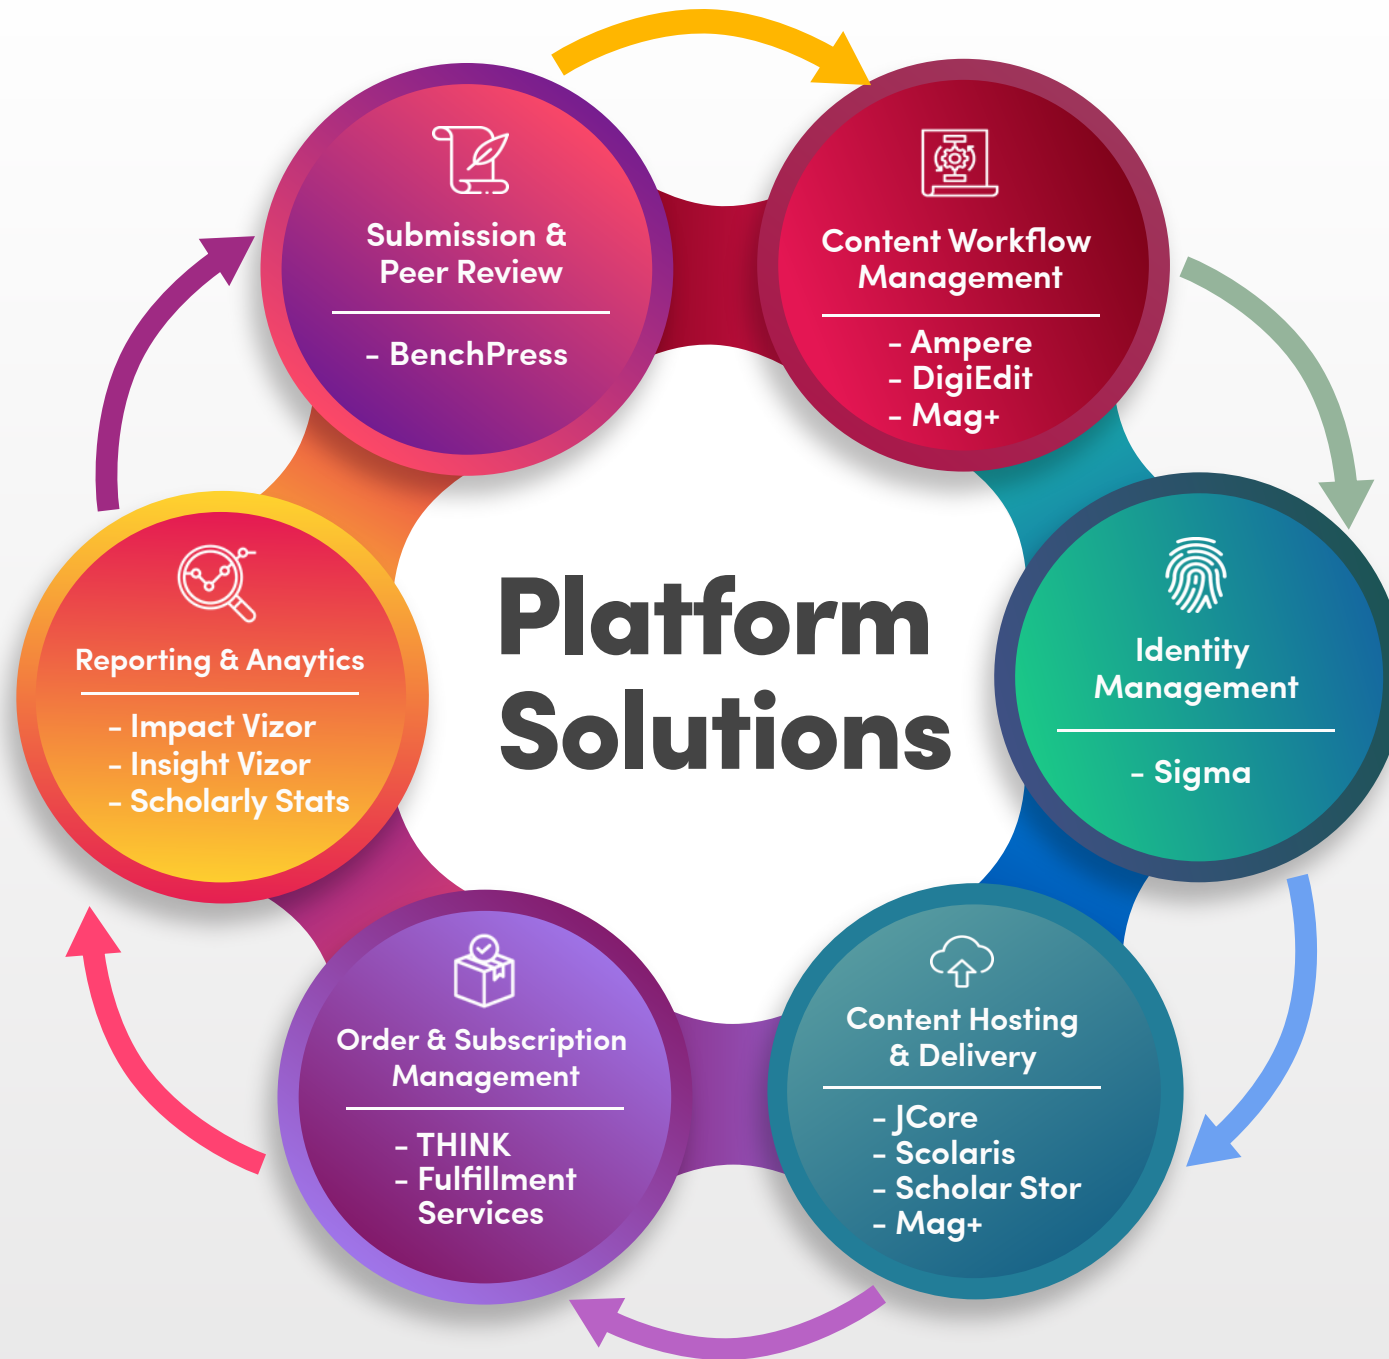 Submission &
Peer Review
- BenchPress
Content Workflow
Management
- Ampere
- DigiEdit
- Mag+
Identity
Management
- Sigma
Content Hosting
& Delivery
- JCore
- Scolaris
- Scholar Stor
- Mag+
Order & Subscription
Management
- THINK
- Fulfillment
Services
Reporting & Anaytics
- Impact Vizor
- Insight Vizor
- Scholarly Stats
Platform
Solutions